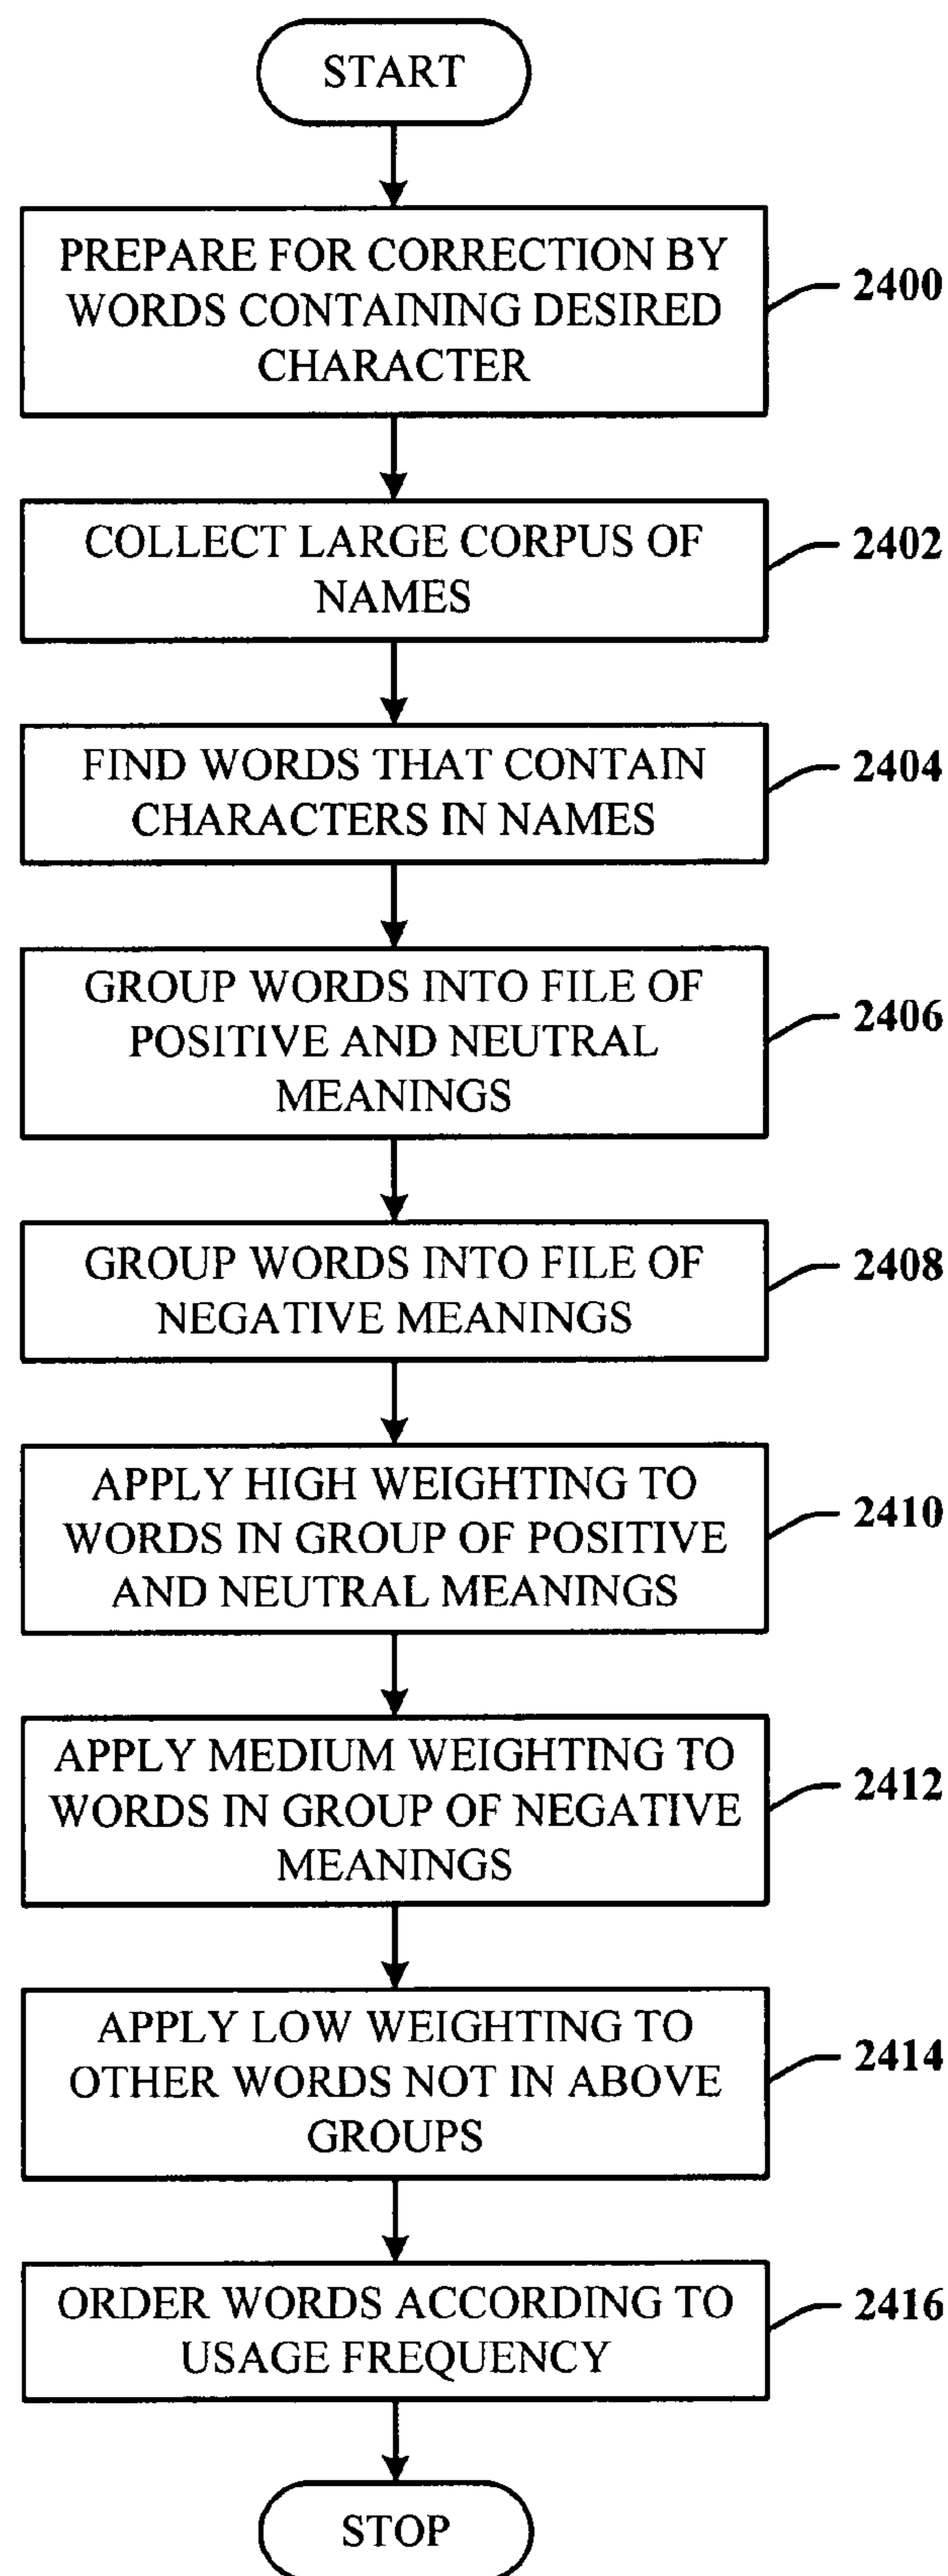 START
PREPARE FOR CORRECTION BY
WORDS CONTAINING DESIRED
CHARACTER
2400
COLLECT LARGE CORPUS OF
NAMES
2402
FIND WORDS THAT CONTAIN
CHARACTERS IN NAMES
2404
GROUP WORDS INTO FILE OF
POSITIVE AND NEUTRAL
MEANINGS
2406
GROUP WORDS INTO FILE OF
NEGATIVE MEANINGS
2408
APPLY HIGH WEIGHTING TO
WORDS IN GROUP OF POSITIVE
AND NEUTRAL MEANINGS
2410
APPLY MEDIUM WEIGHTING TO
WORDS IN GROUP OF NEGATIVE
MEANINGS
2412
APPLY LOW WEIGHTING TO
OTHER WORDS NOT IN ABOVE
GROUPS
2414
ORDER WORDS ACCORDING TO
USAGE FREQUENCY
2416
STOP